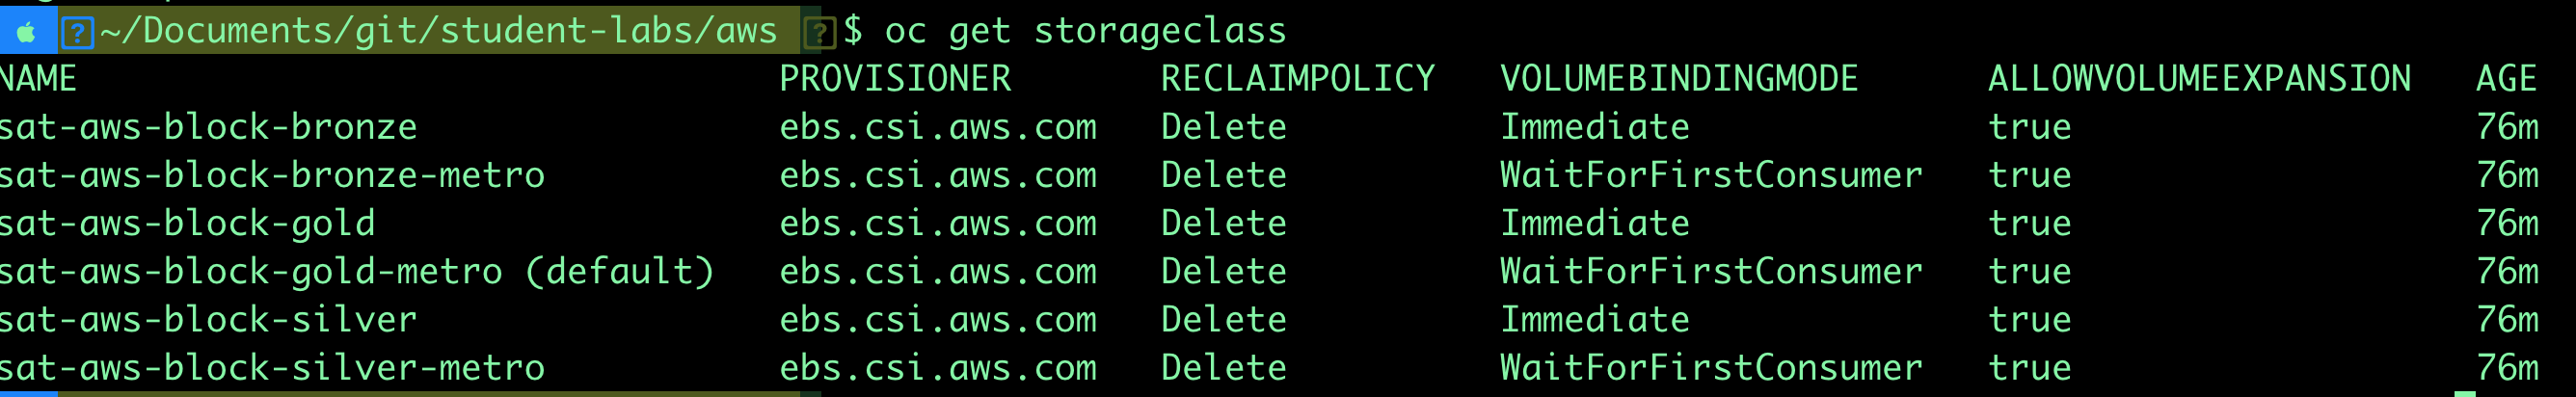 ~/Documents/git/student-labs/aws $ oc get storageclass
NAME PROVISIONER RECLAIMPOLICY VOLUMEBINDINGMODE ALLOWVOLUMEEXPANSION AGE
sat-aws-block-bronze ebs.csi.aws.com Delete Immediate true 76m
sat-aws-block-bronze-metro ebs.csi.aws.com Delete WaitForFirstConsumer true 76m
sat-aws-block-gold ebs.csi.aws.com Delete Immediate true 76m
sat-aws-block-gold-metro (default) ebs.csi.aws.com Delete WaitForFirstConsumer true 76m
sat-aws-block-silver ebs.csi.aws.com Delete Immediate true 76m
sat-aws-block-silver-metro ebs.csi.aws.com Delete WaitForFirstConsumer true 76m